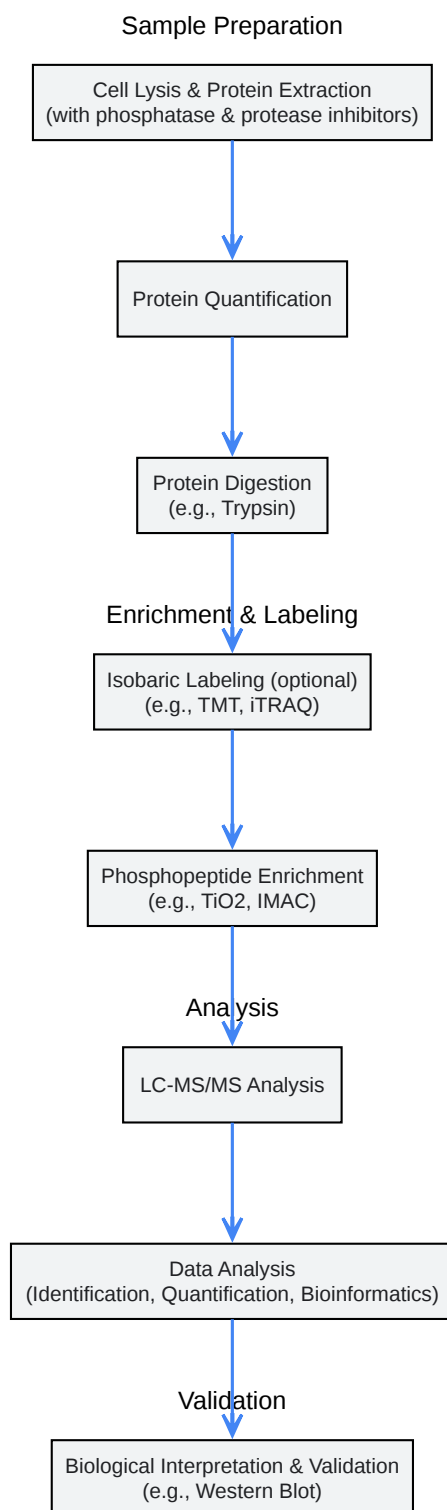 Sample Preparation
Cell Lysis & Protein Extraction
(with phosphatase & protease inhibitors)
Protein Quantification
Protein Digestion
(e.g., Trypsin)
Enrichment & Labeling
Isobaric Labeling (optional)
(e.g., TMT, iTRAQ)
Phosphopeptide Enrichment
(e.g., TiO2, IMAC)
Analysis
LC-MS/MS Analysis
Data Analysis
(Identification, Quantification, Bioinformatics)
Validation
Biological Interpretation & Validation
(e.g., Western Blot)